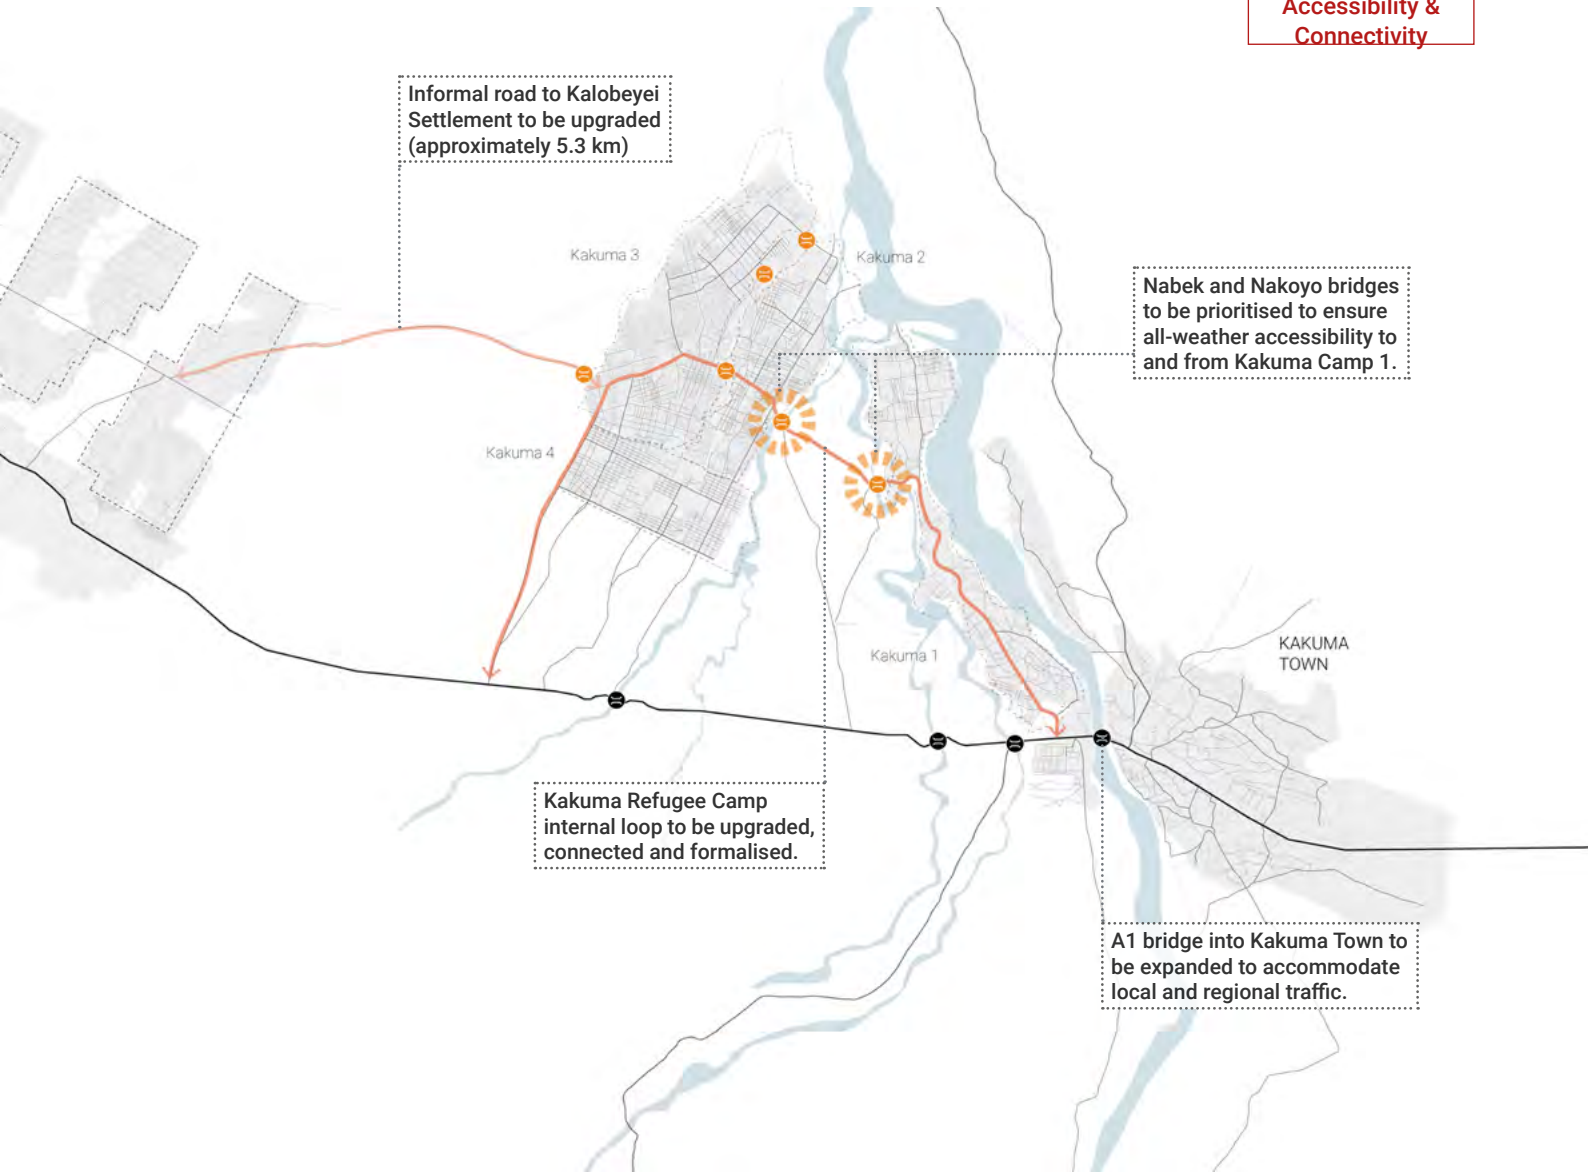 Accessibility &
Connectivity
Informal road to Kalobeyei
Settlement to be upgraded
(approximately 5.3 km)
Kakuma 3
Kakuma 2
Nabek and Nakoyo bridges
to be prioritised to ensure
all-weather accessibility to
and from Kakuma Camp 1.
Kakuma 4
Kakuma 1
KAKUMA
TOWN
Kakuma Refugee Camp
internal loop to be upgraded,
connected and formalised.
A1 bridge into Kakuma Town to
be expanded to accommodate
local and regional traffic.